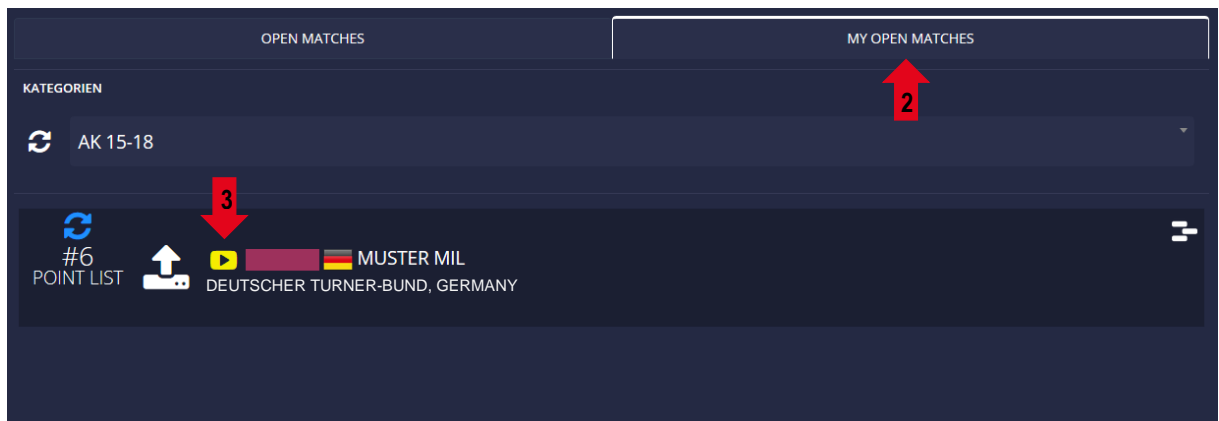 OPEN MATCHES
MY OPEN MATCHES
2
KATEGORIEN
AK 15-18
3
#6
POINT LIST
MUSTER MIL
DEUTSCHER TURNER-BUND, GERMANY